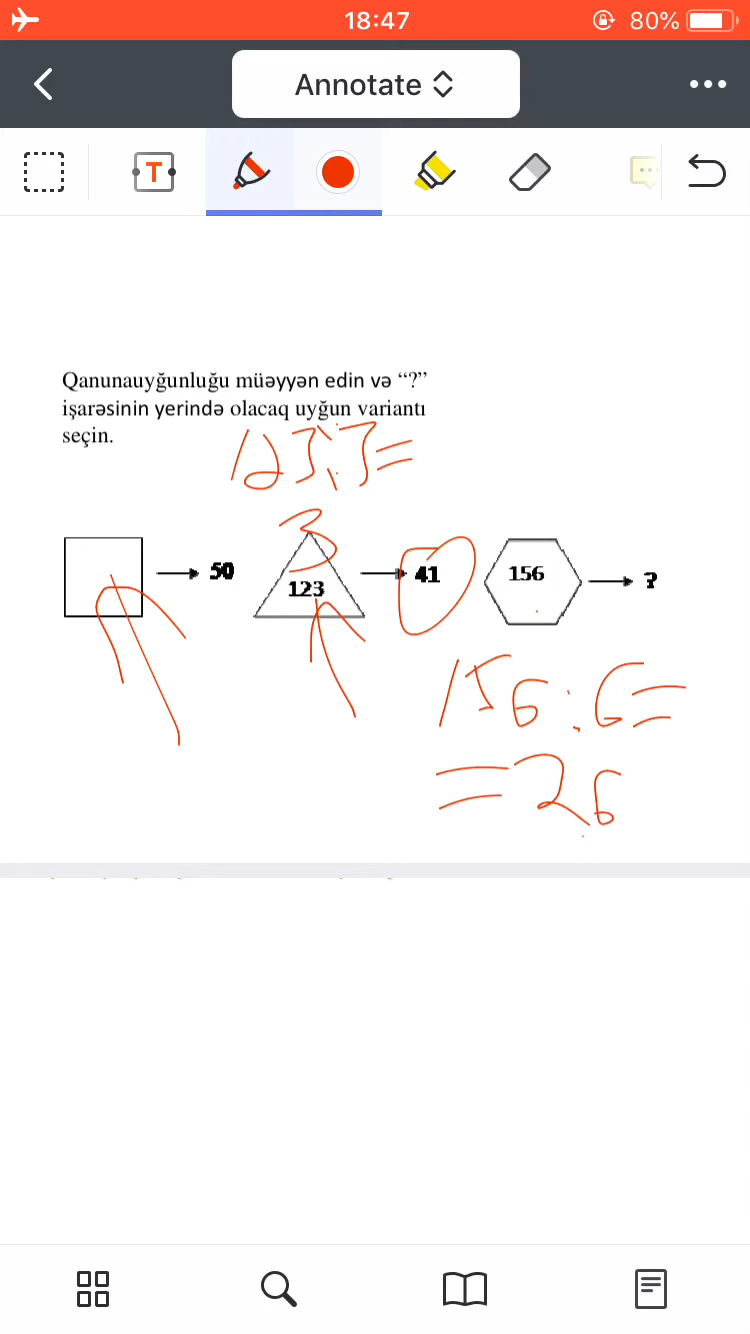 18:47
80%
Annotate
T
Qanunauyğunluğu müəyyən edin və “?”
işarəsinin yerində olacaq uyğun variantı
seçin.
123:3=
3
50
123
41
156
?
156:6=
=26